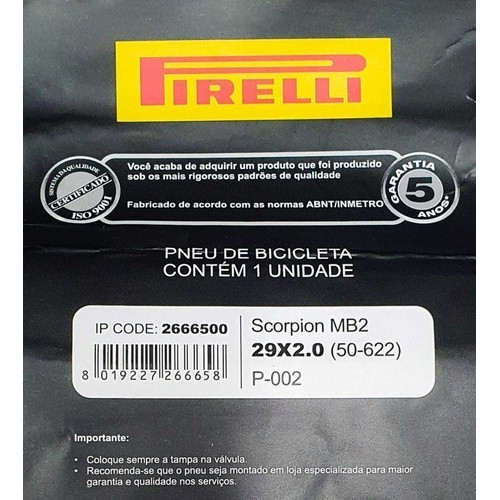 PIRELLI
SISTEMA DA QUALIDADE
CERTIFICADO
ISO 9001
Você acaba de adquirir um produto que foi produzido
sob os mais rigorosos padrões de qualidade
Fabricado de acordo com as normas ABNT/INMETRO
GARANTIA
5
ANOS*
PNEU DE BICICLETA
CONTÉM 1 UNIDADE
IP CODE: 2666500
8 019227 266658
Scorpion MB2
29X2.0 (50-622)
P-002
Importante:
• Coloque sempre a tampa na válvula.
• Recomenda-se que o pneu seja montado em loja especializada para maior
garantia e qualidade nos serviços.